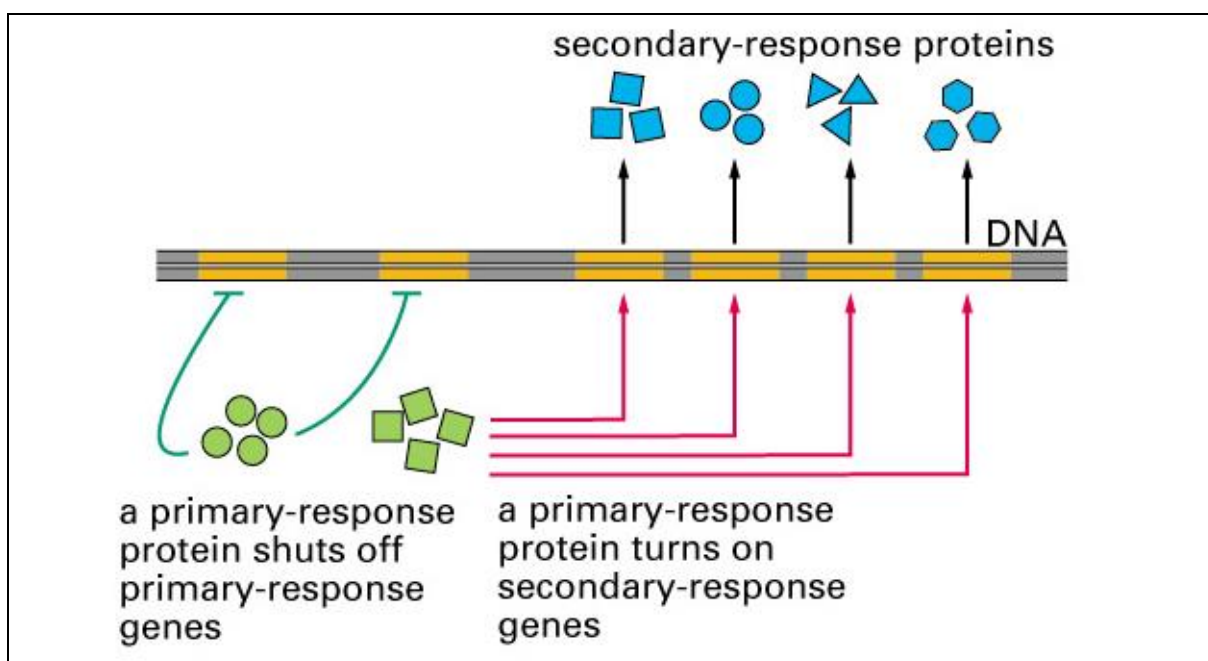 secondary-response proteins
DNA
a primary-response
protein shuts off
primary-response
genes
a primary-response
protein turns on
secondary-response
genes